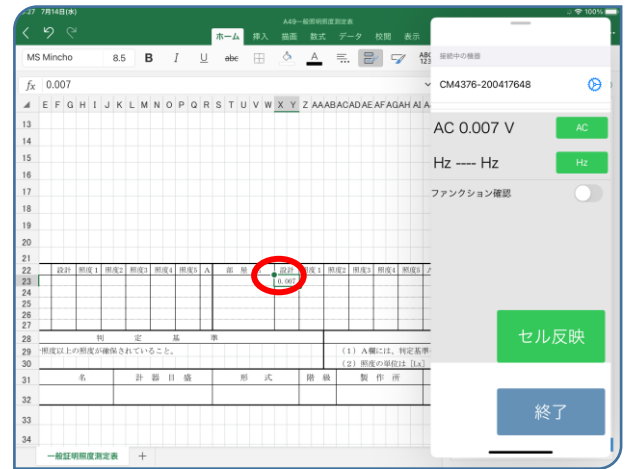 7月14日(水)
100%
A49-一般照明照度測定表
ホーム 挿入 描画 数式 データ 校閲 表示
MS Mincho 8.5 B I U abc A
fx 0.007
E F G H I J K L M N O P Q R S T U V W X Y Z AA AB AC AD AE AF AG AH AI
13
14
15
16
17
18
19
20
21
22 設計 照度1 照度2 照度3 照度4 照度5 A 部 屋 設計 照度1 照度2 照度3 照度4 照度5
23 0.007
24
25
26
27
28 判 定 基 準
29 照度以上の照度が確保されていること。 (1) A欄には、判定基準
30 (2) 照度の単位は [Lx]
31 名 計 器 目 盛 形 式 階 級 製 作 所
32
33
34
一般証明照度測定表 +
接続中の機器
CM4376-200417648
AC 0.007 V AC
Hz ---- Hz Hz
ファンクション確認
セル反映
終了